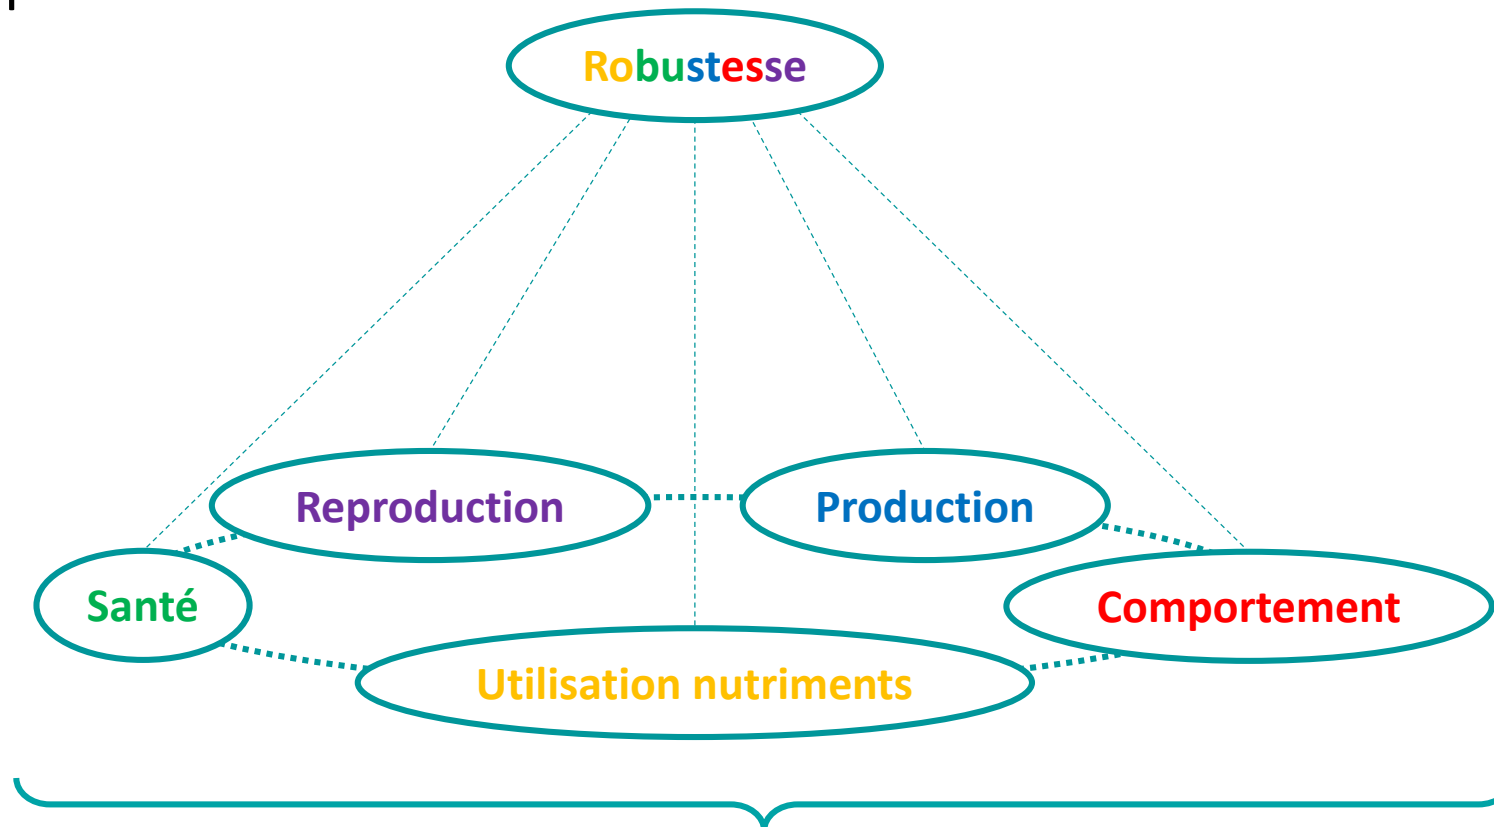 Robustesse
Reproduction
Production
Santé
Comportement
Utilisation nutriments